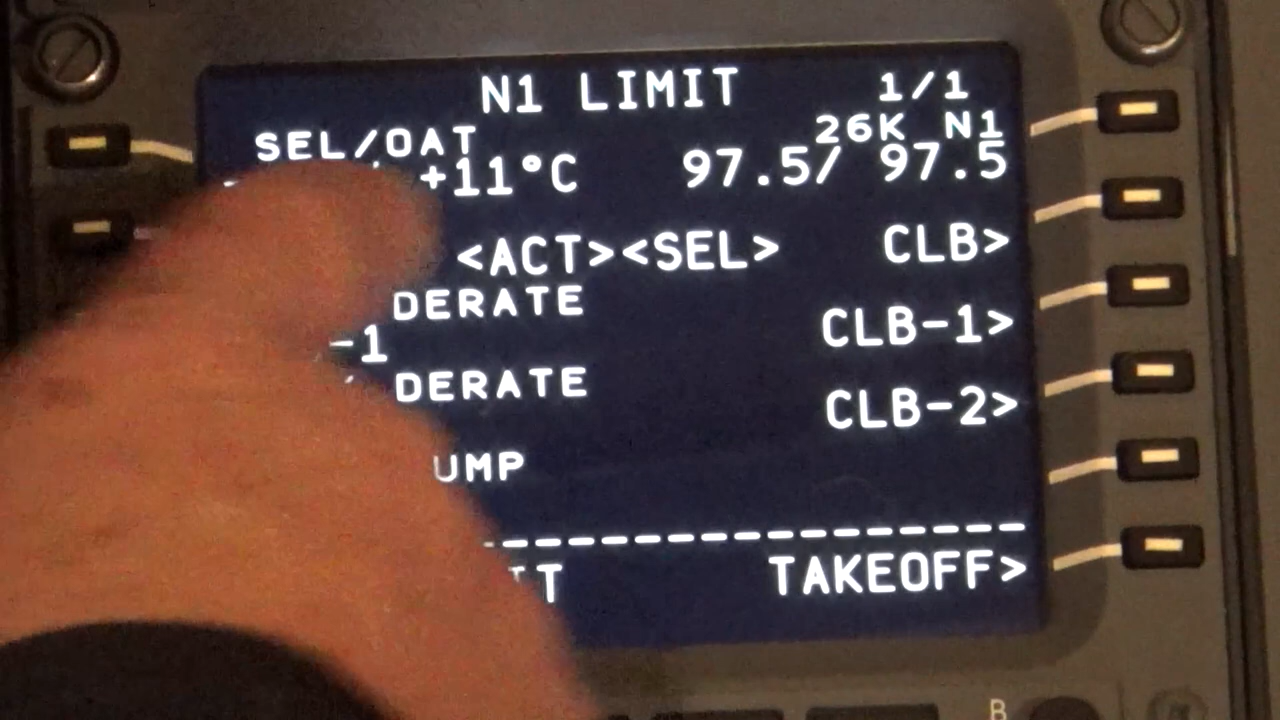 N1 LIMIT 1/1
SEL/OAT 26K N1
+11°C 97.5/ 97.5
<ACT><SEL> CLB>
DERATE
-1 CLB-1>
DERATE
CLB-2>
UMP
------------------
TAKEOFF>
B